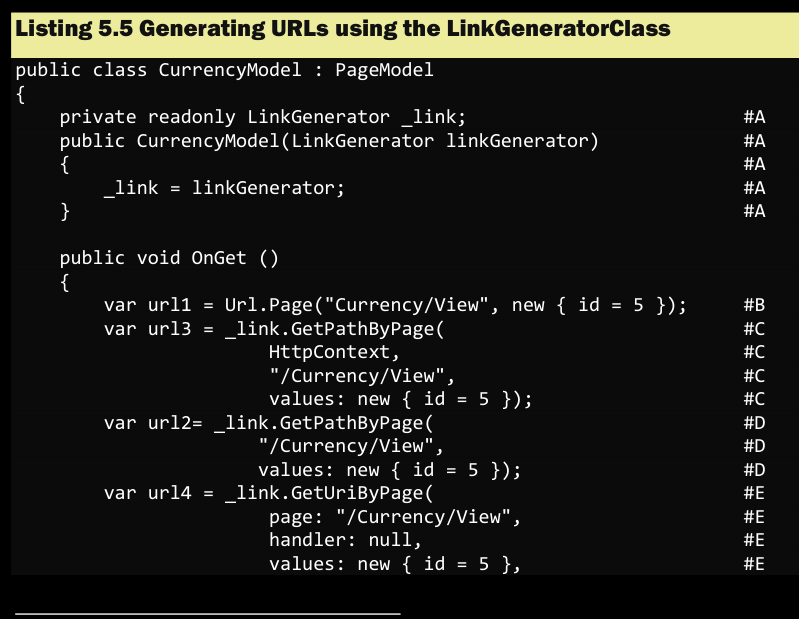 Listing 5.5 Generating URLs using the LinkGeneratorClass
public class CurrencyModel : PageModel
{
    private readonly LinkGenerator _link; #A
    public CurrencyModel(LinkGenerator linkGenerator) #A
    { #A
        _link = linkGenerator; #A
    } #A
    public void OnGet ()
    {
        var url1 = Url.Page("Currency/View", new { id = 5 }); #B
        var url3 = _link.GetPathByPage( #C
                       HttpContext, #C
                       "/Currency/View", #C
                       values: new { id = 5 }); #C
        var url2= _link.GetPathByPage( #D
                      "/Currency/View", #D
                      values: new { id = 5 }); #D
        var url4 = _link.GetUriByPage( #E
                       page: "/Currency/View", #E
                       handler: null, #E
                       values: new { id = 5 }, #E